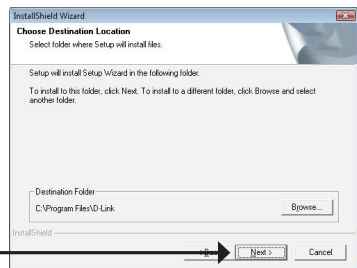 InstallShield Wizard
Choose Destination Location
Select folder where Setup will install files.
Setup will install Setup Wizard in the following folder.
To install to this folder, click Next. To install to a different folder, click Browse and select
another folder.
Destination Folder
C:\Program Files\D-Link
Browse...
InstallShield
Next >
Cancel